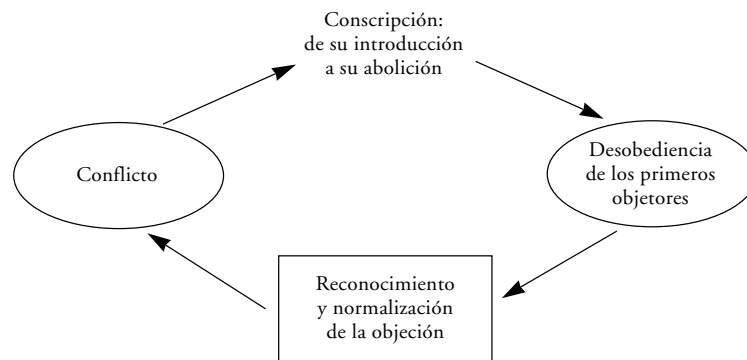 Conscripción:
de su introducción
a su abolición
Desobediencia
de los primeros
objetores
Conflicto
Reconocimiento
y normalización
de la objeción